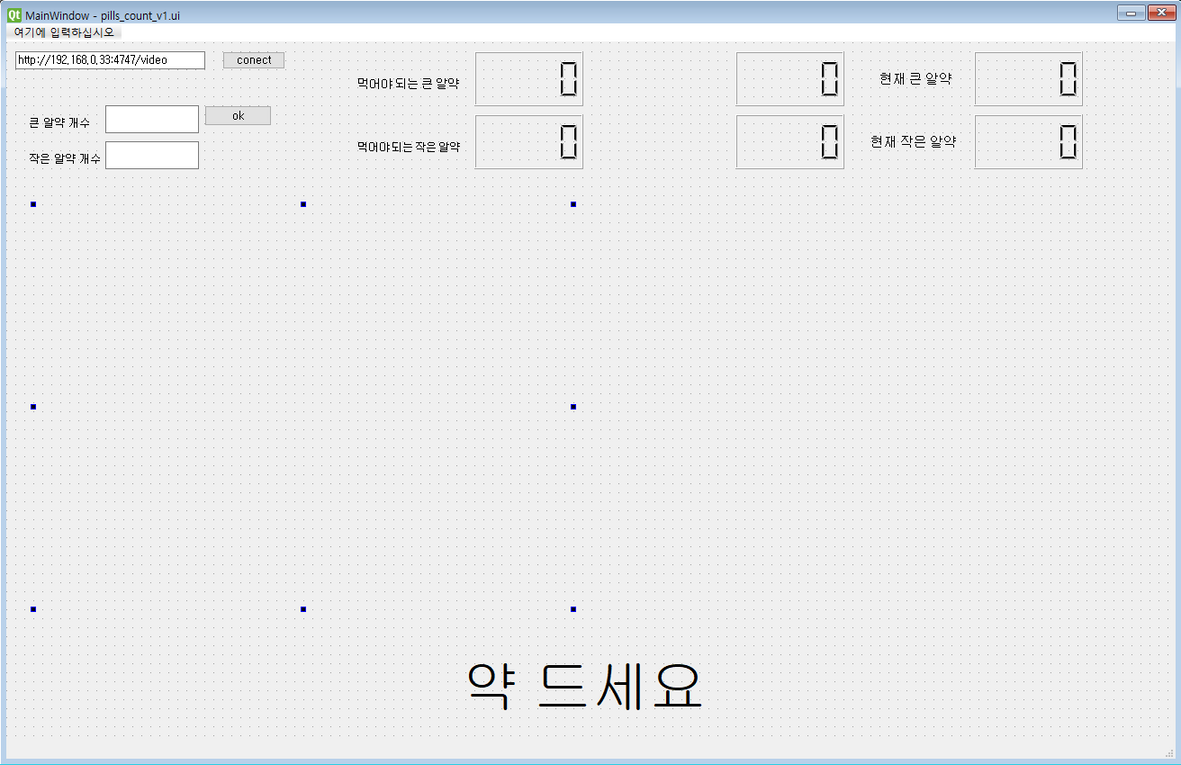 MainWindow - pills_count_v1.ui
여기에 입력하십시오
http://192,168,0,33:4747/video conect
먹어야 되는 큰 알약 0 0 현재 큰 알약 0
큰 알약 개수 ok
먹어야되는 작은 알약 0 0 현재 작은 알약 0
작은 알약 개수
약 드세요